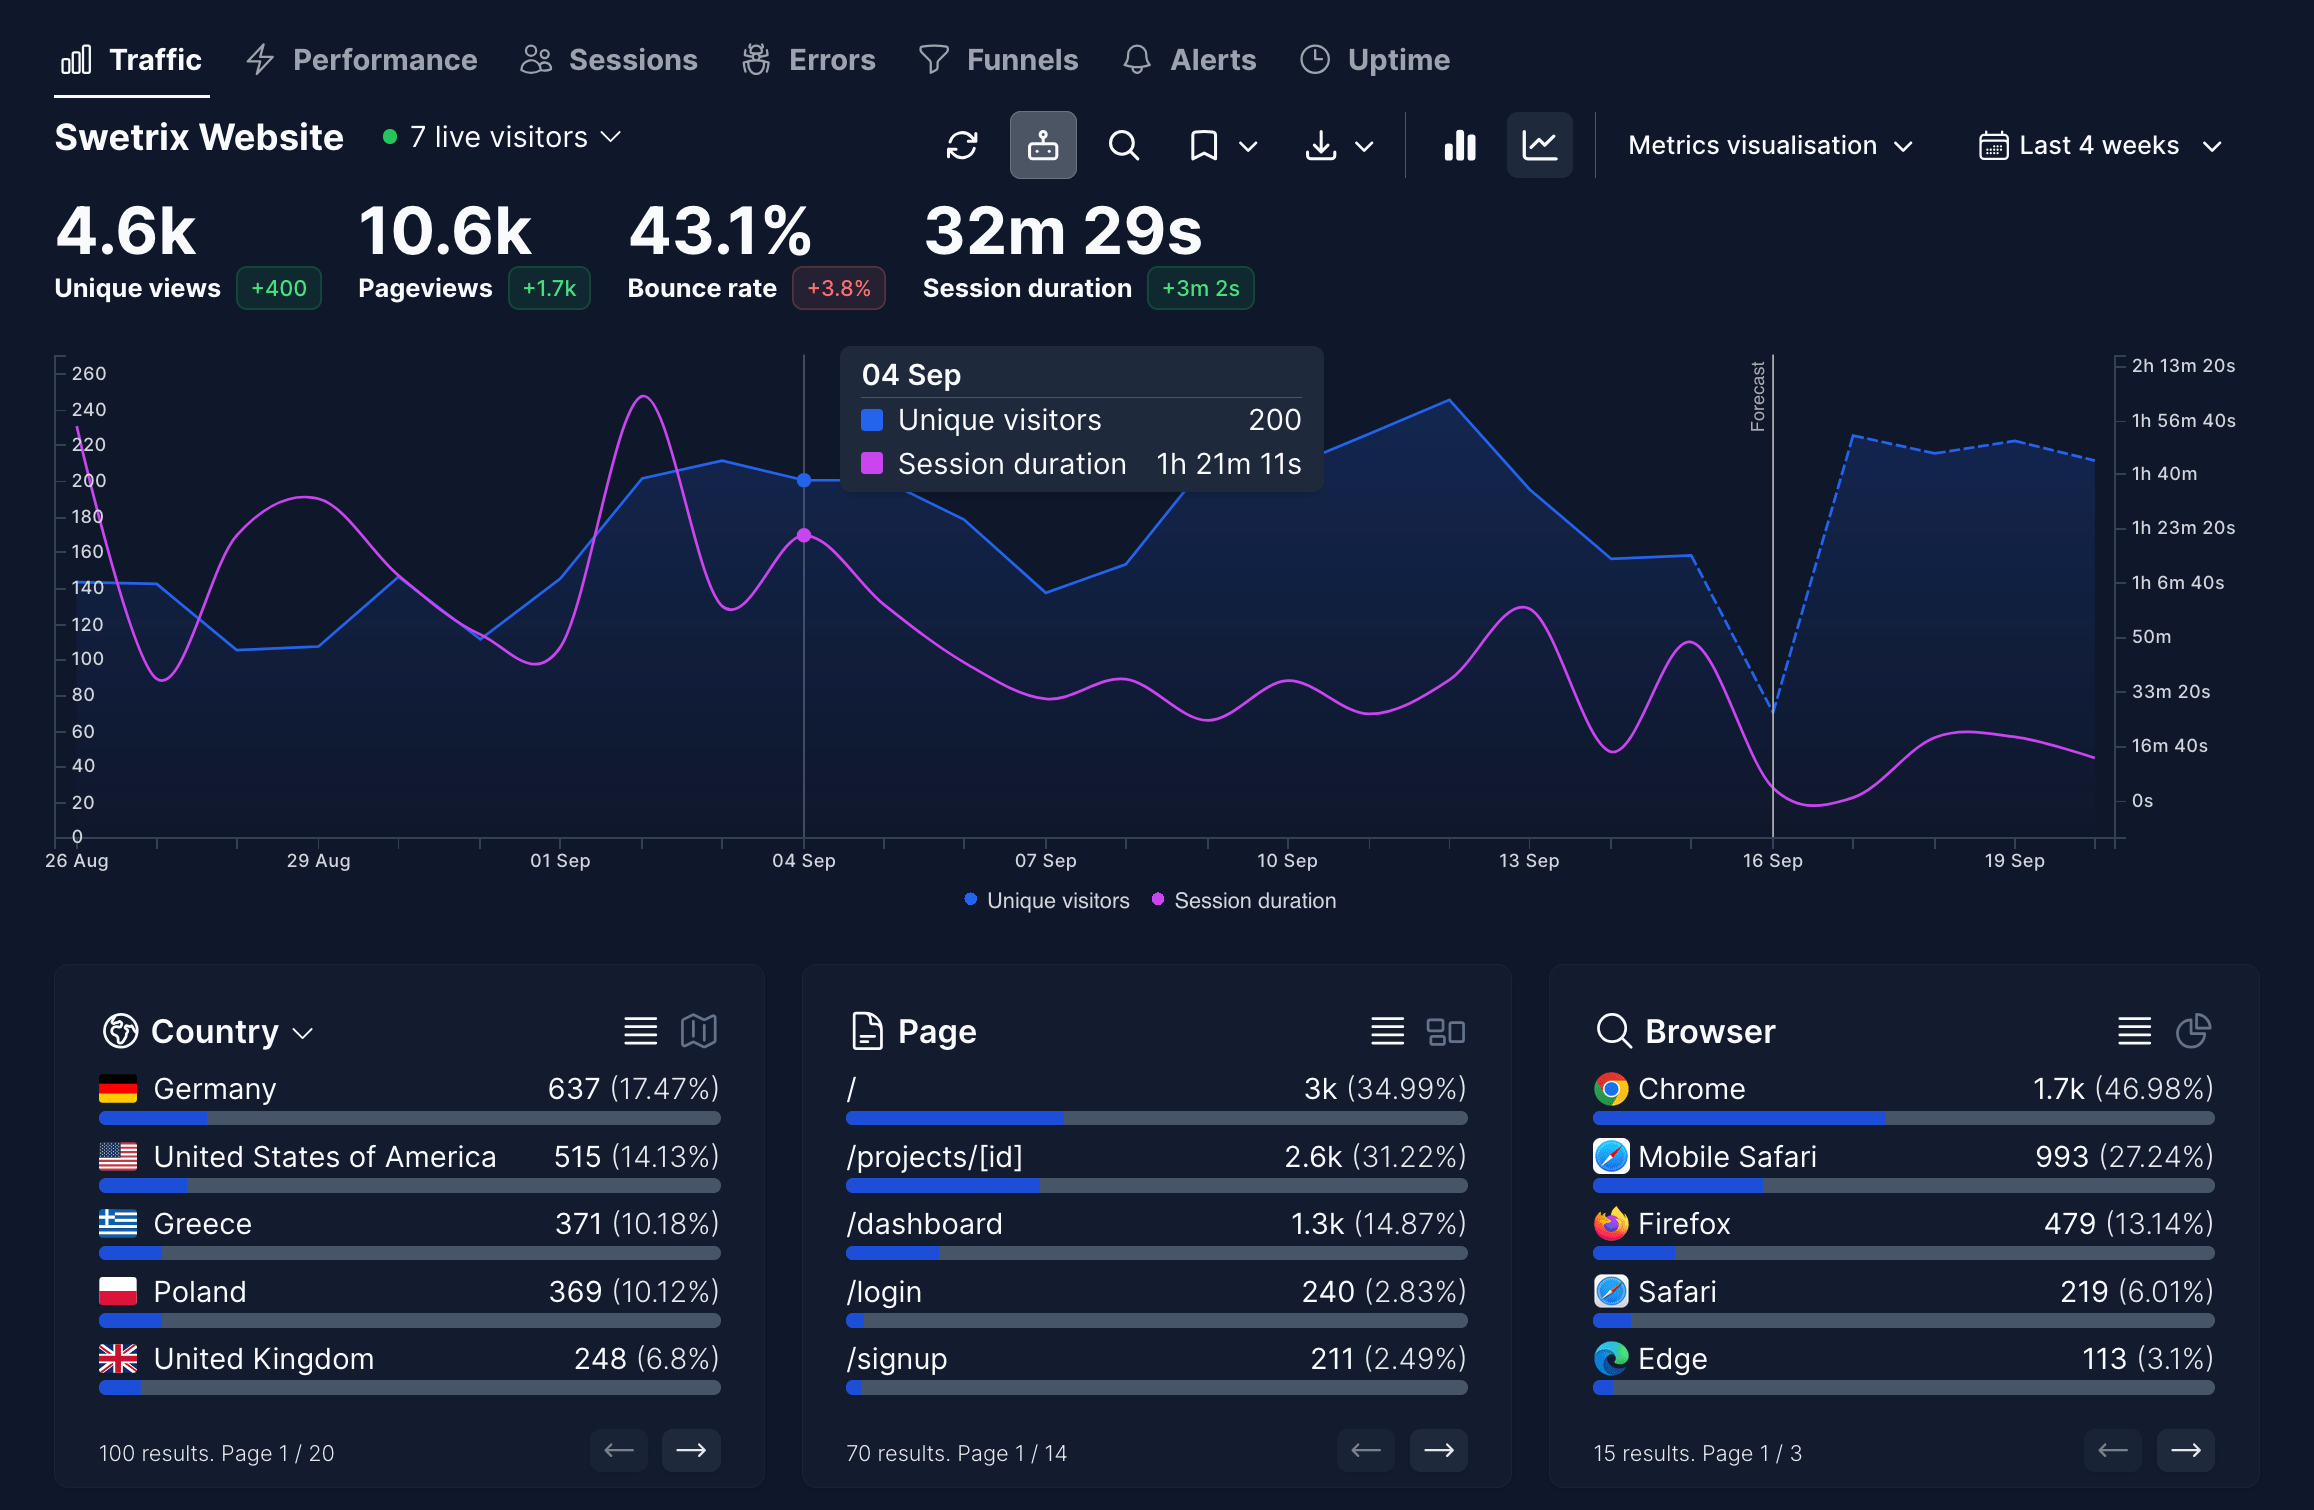 Traffic Performance Sessions Errors Funnels Alerts Uptime
Swetrix Website 7 live visitors
Metrics visualisation Last 4 weeks
4.6k 10.6k 43.1% 32m 29s
Unique views +400 Pageviews +1.7k Bounce rate +3.8% Session duration +3m 2s
04 Sep
Unique visitors 200
Session duration 1h 21m 11s
Forecast
260
240
220
200
180
160
140
120
100
80
60
40
20
0
2h 13m 20s
1h 56m 40s
1h 40m
1h 23m 20s
1h 6m 40s
50m
33m 20s
16m 40s
0s
26 Aug 29 Aug 01 Sep 04 Sep 07 Sep 10 Sep 13 Sep 16 Sep 19 Sep
Unique visitors Session duration
Country
Germany 637 (17.47%)
United States of America 515 (14.13%)
Greece 371 (10.18%)
Poland 369 (10.12%)
United Kingdom 248 (6.8%)
100 results. Page 1 / 20
Page
/ 3k (34.99%)
/projects/[id] 2.6k (31.22%)
/dashboard 1.3k (14.87%)
/login 240 (2.83%)
/signup 211 (2.49%)
70 results. Page 1 / 14
Browser
Chrome 1.7k (46.98%)
Mobile Safari 993 (27.24%)
Firefox 479 (13.14%)
Safari 219 (6.01%)
Edge 113 (3.1%)
15 results. Page 1 / 3